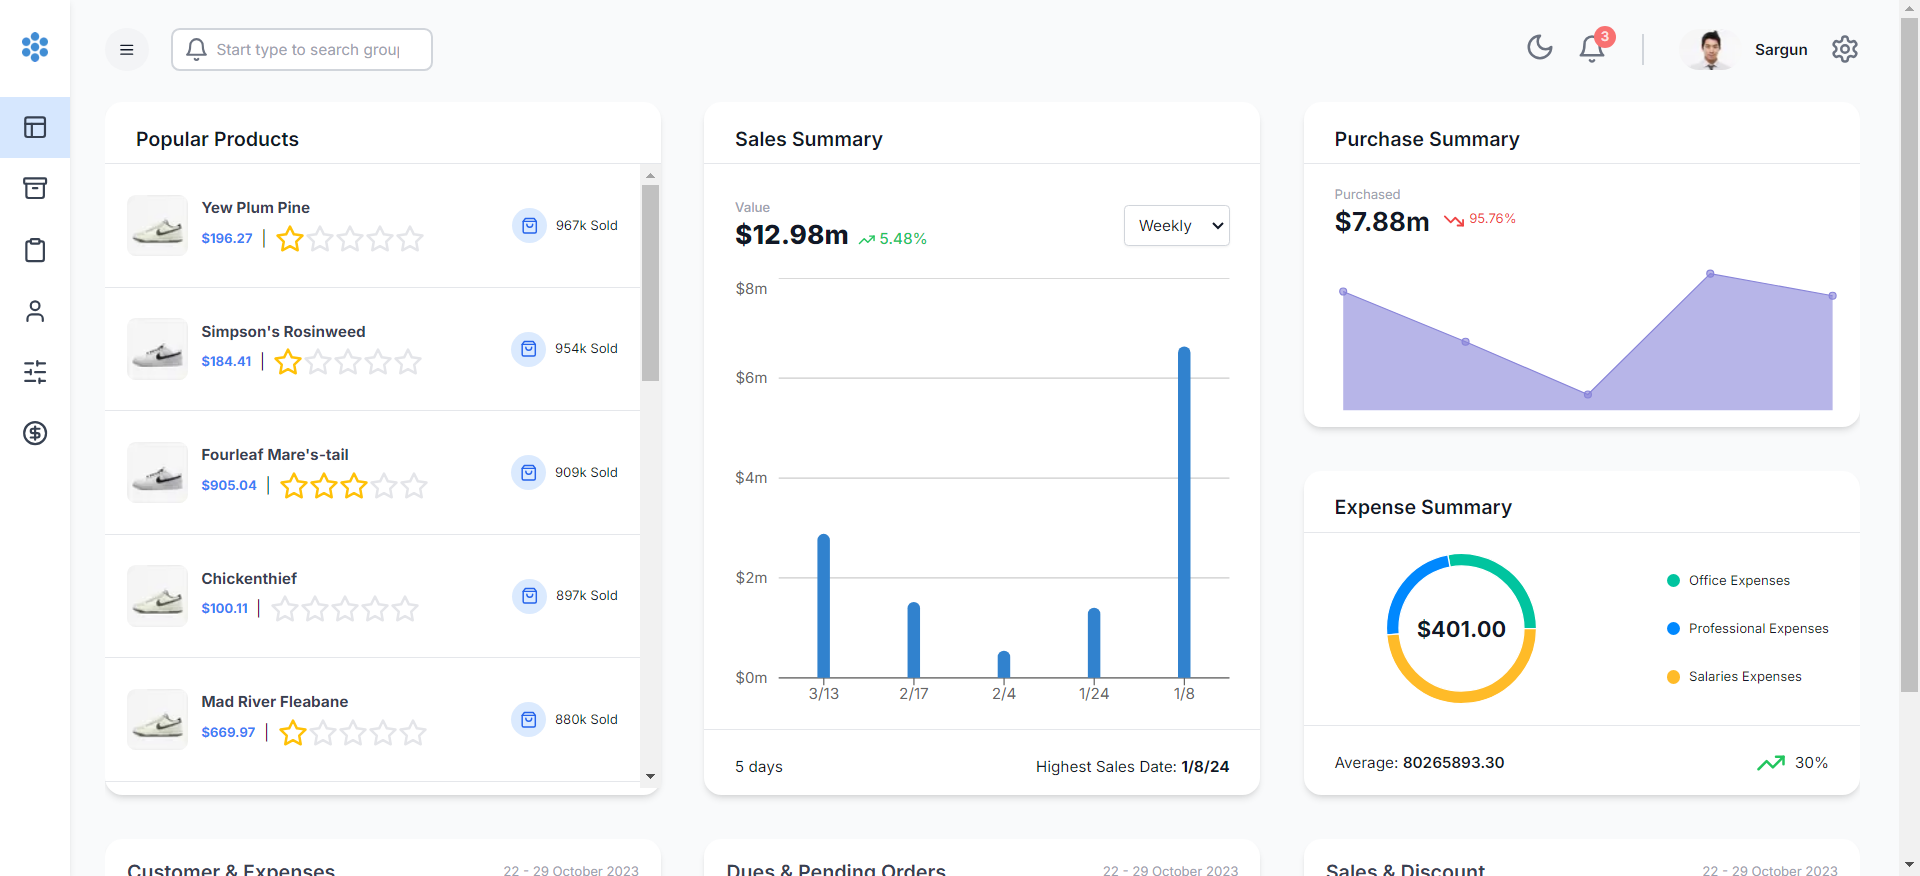 Start type to search grou
3
Sargun
Popular Products
Yew Plum Pine
$196.27
967k Sold
Simpson's Rosinweed
$184.41
954k Sold
Fourleaf Mare's-tail
$905.04
909k Sold
Chickenthief
$100.11
897k Sold
Mad River Fleabane
$669.97
880k Sold
Sales Summary
Value
$12.98m
5.48%
Weekly
$8m
$6m
$4m
$2m
$0m
3/13 2/17 2/4 1/24 1/8
5 days
Highest Sales Date: 1/8/24
Purchase Summary
Purchased
$7.88m
95.76%
Expense Summary
$401.00
Office Expenses
Professional Expenses
Salaries Expenses
Average: 80265893.30
30%
Customer & Expenses
22 - 29 October 2023
Dues & Pending Orders
22 - 29 October 2023
Sales & Discount
22 - 29 October 2023